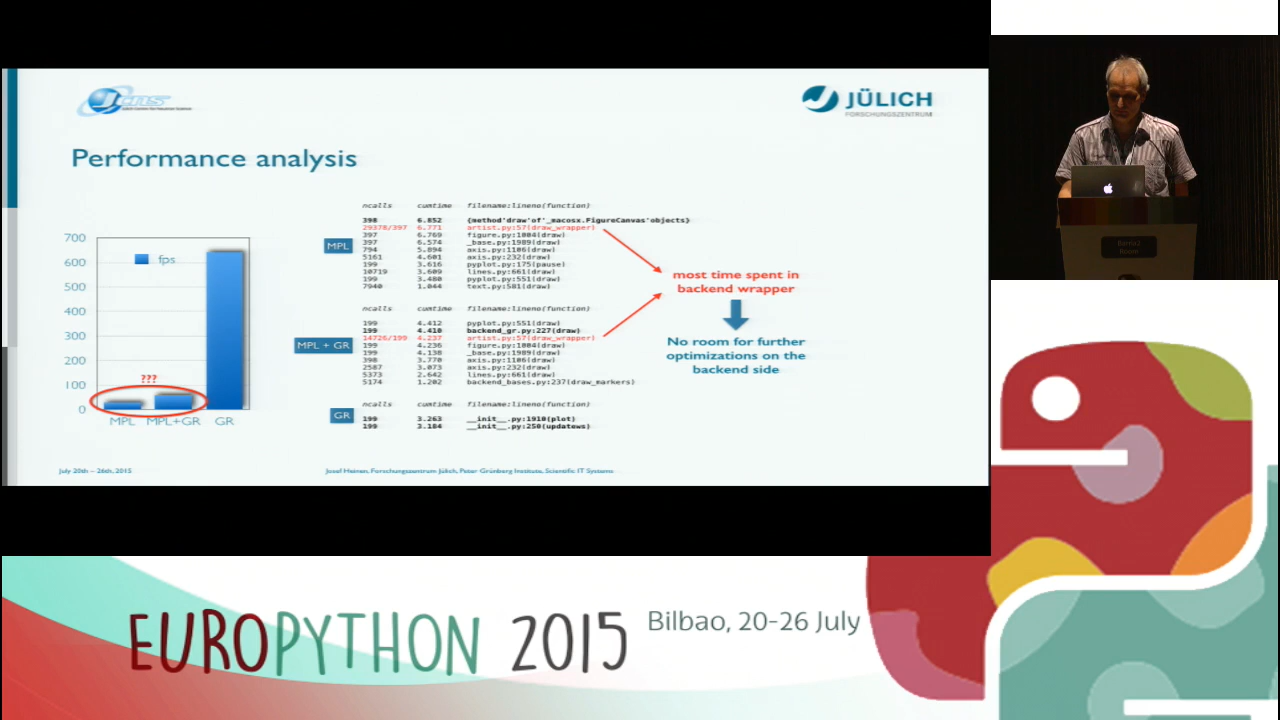 JCNS
JÜLICH
FORSCHUNGSZENTRUM
Performance analysis
700
600
500
400
300
200
100
0
fps
???
MPL MPL+GR GR
MPL
ncalls cumtime filename:lineno(function)
398 6.852 {method'draw'of'_macosx.FigureCanvas'objects}
29378/397 6.771 artist.py:57(draw_wrapper)
397 6.769 figure.py:1004(draw)
397 6.574 _base.py:1989(draw)
794 5.894 axis.py:1106(draw)
5161 4.601 axis.py:232(draw)
199 3.616 pyplot.py:175(pause)
10719 3.609 lines.py:661(draw)
199 3.480 pyplot.py:551(draw)
7940 1.044 text.py:581(draw)
MPL + GR
ncalls cumtime filename:lineno(function)
199 4.412 pyplot.py:551(draw)
199 4.410 backend_gr.py:227(draw)
14726/199 4.237 artist.py:57(draw_wrapper)
199 4.236 figure.py:1004(draw)
199 4.138 _base.py:1989(draw)
398 3.770 axis.py:1106(draw)
2587 3.073 axis.py:232(draw)
5373 2.642 lines.py:661(draw)
5174 1.202 backend_bases.py:237(draw_markers)
GR
ncalls cumtime filename:lineno(function)
199 3.263 __init__.py:1910(plot)
199 3.184 __init__.py:250(updatews)
most time spent in
backend wrapper
No room for further
optimizations on the
backend side
July 20th – 26th, 2015
Josef Heinen, Forschungszentrum Jülich, Peter Grünberg Institute, Scientific IT Systems
EUROPYTHON 2015
Bilbao, 20-26 July